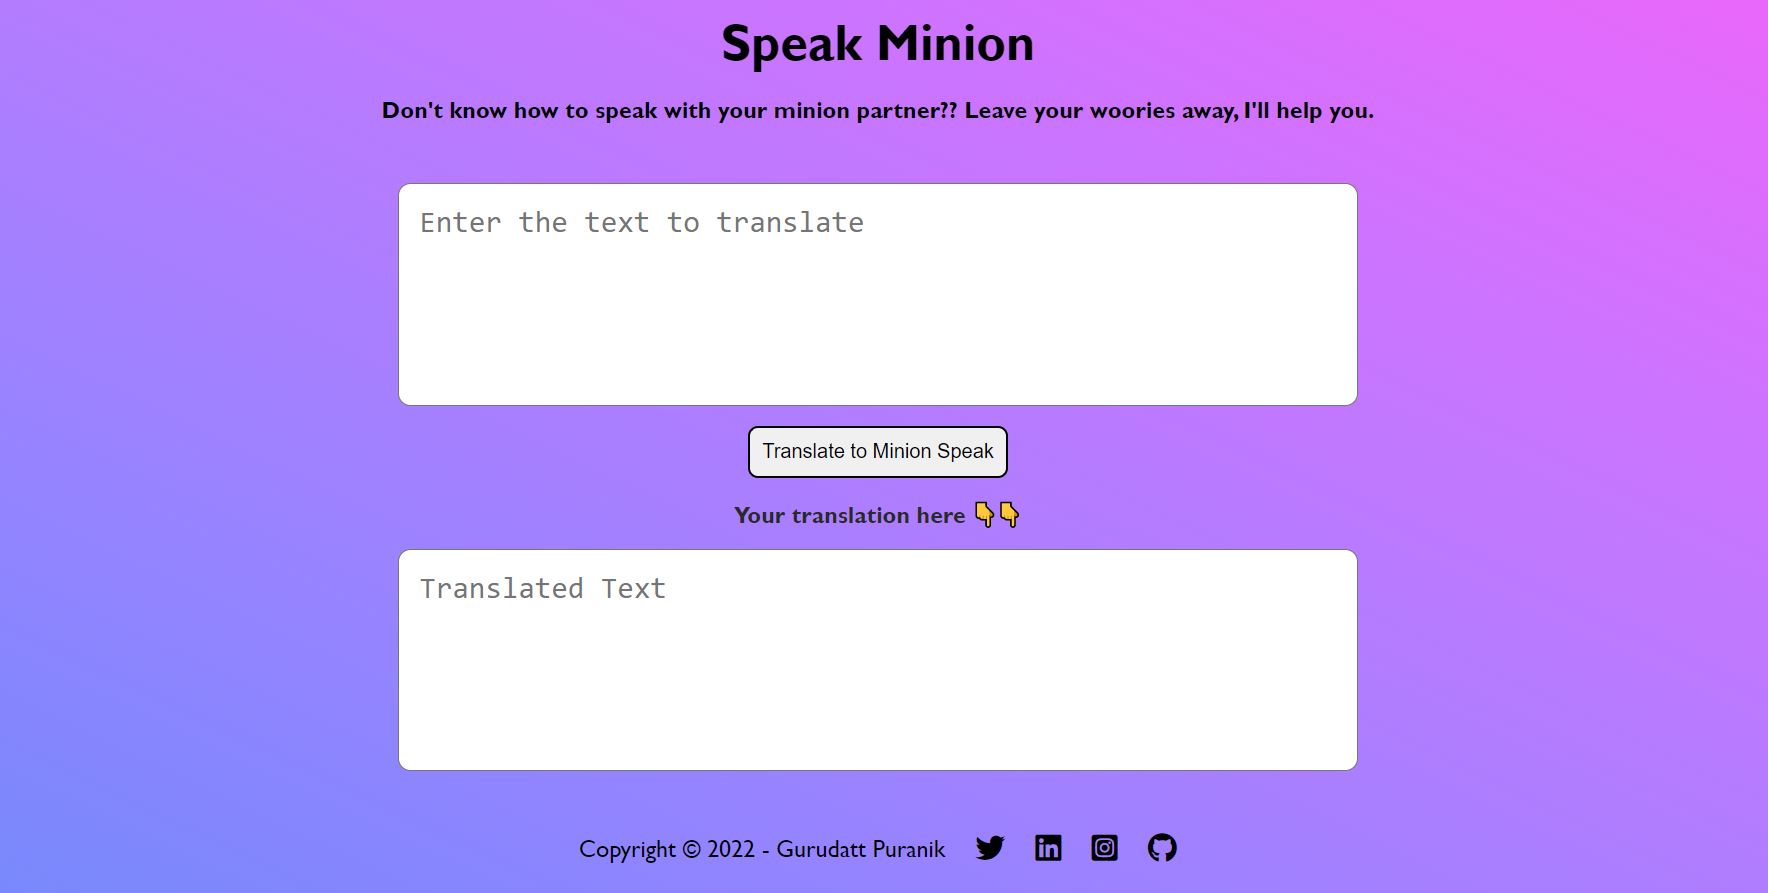 Speak Minion
Don't know how to speak with your minion partner?? Leave your woories away, I'll help you.
Enter the text to translate
Translate to Minion Speak
Your translation here 👇👇
Translated Text
Copyright © 2022 - Gurudatt Puranik